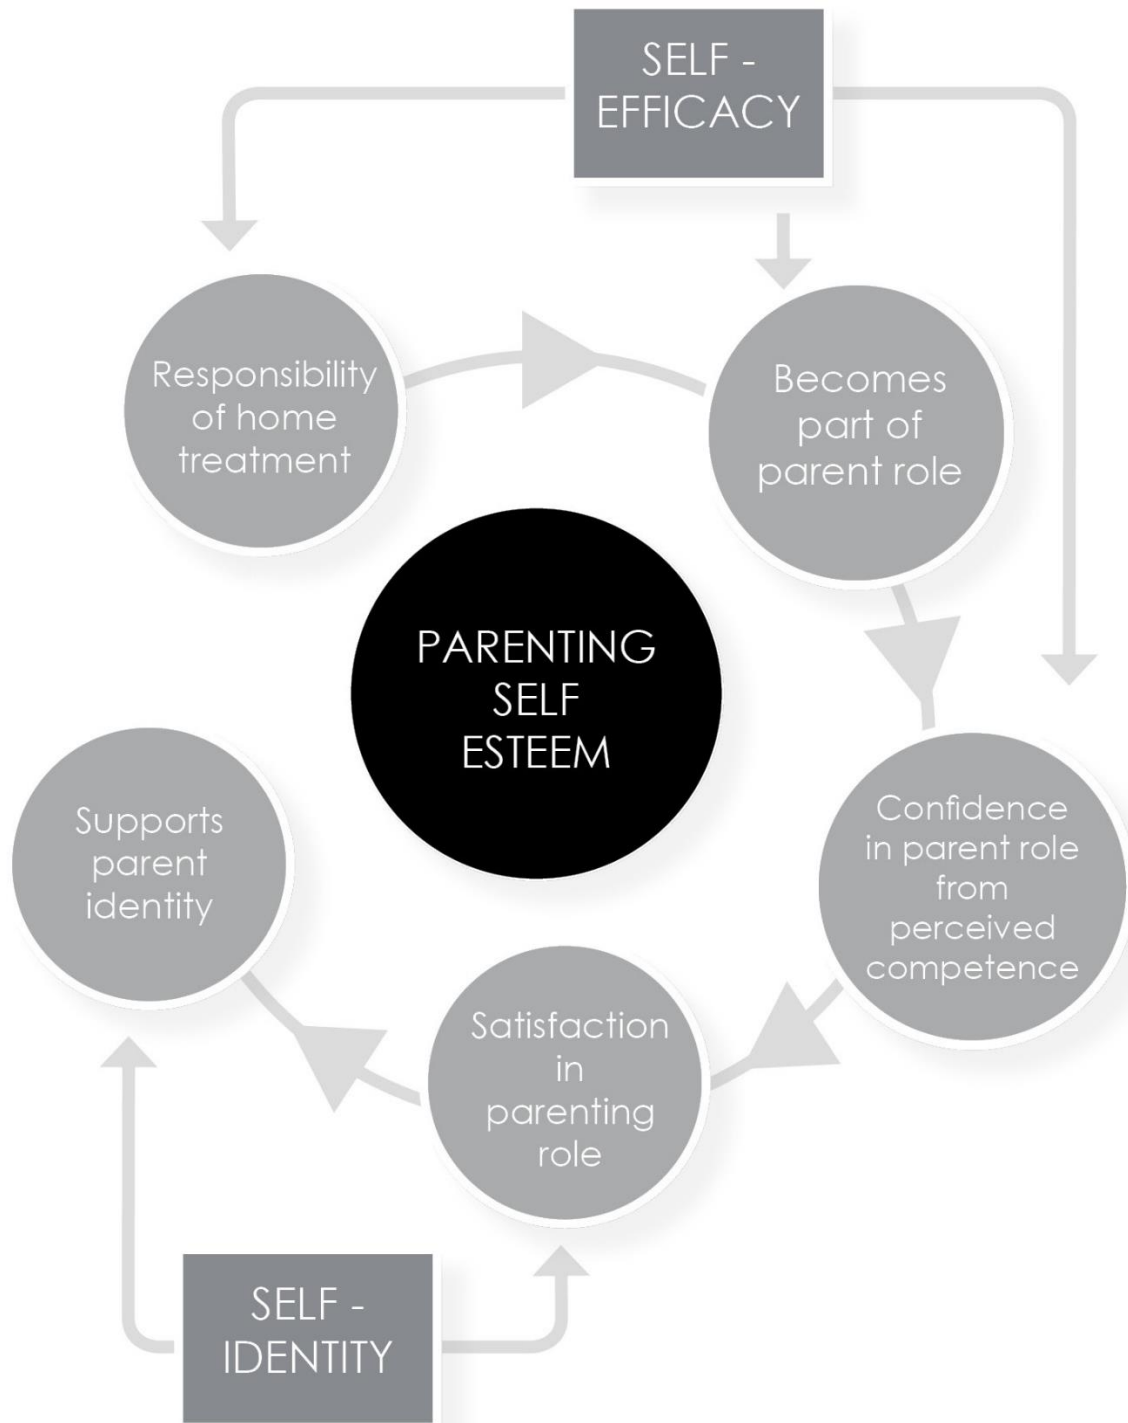 SELF -
EFFICACY
Responsibility
of home
treatment
Becomes
part of
parent role
PARENTING
SELF
ESTEEM
Confidence
in parent role
from
perceived
competence
Satisfaction
in
parenting
role
Supports
parent
identity
SELF -
IDENTITY